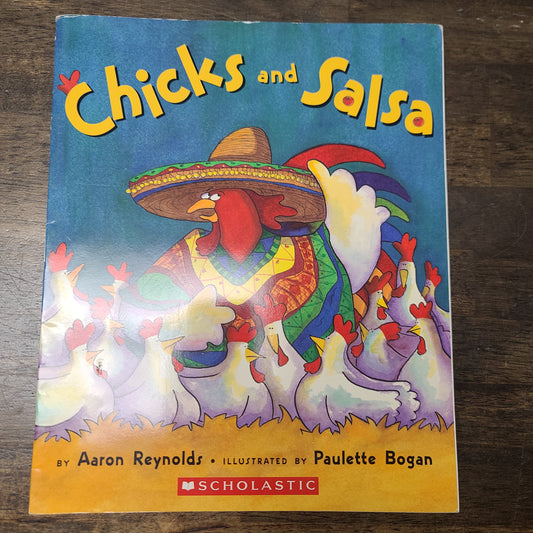 Chicks and Salsa
BY Aaron Reynolds • ILLUSTRATED BY Paulette Bogan
SCHOLASTIC